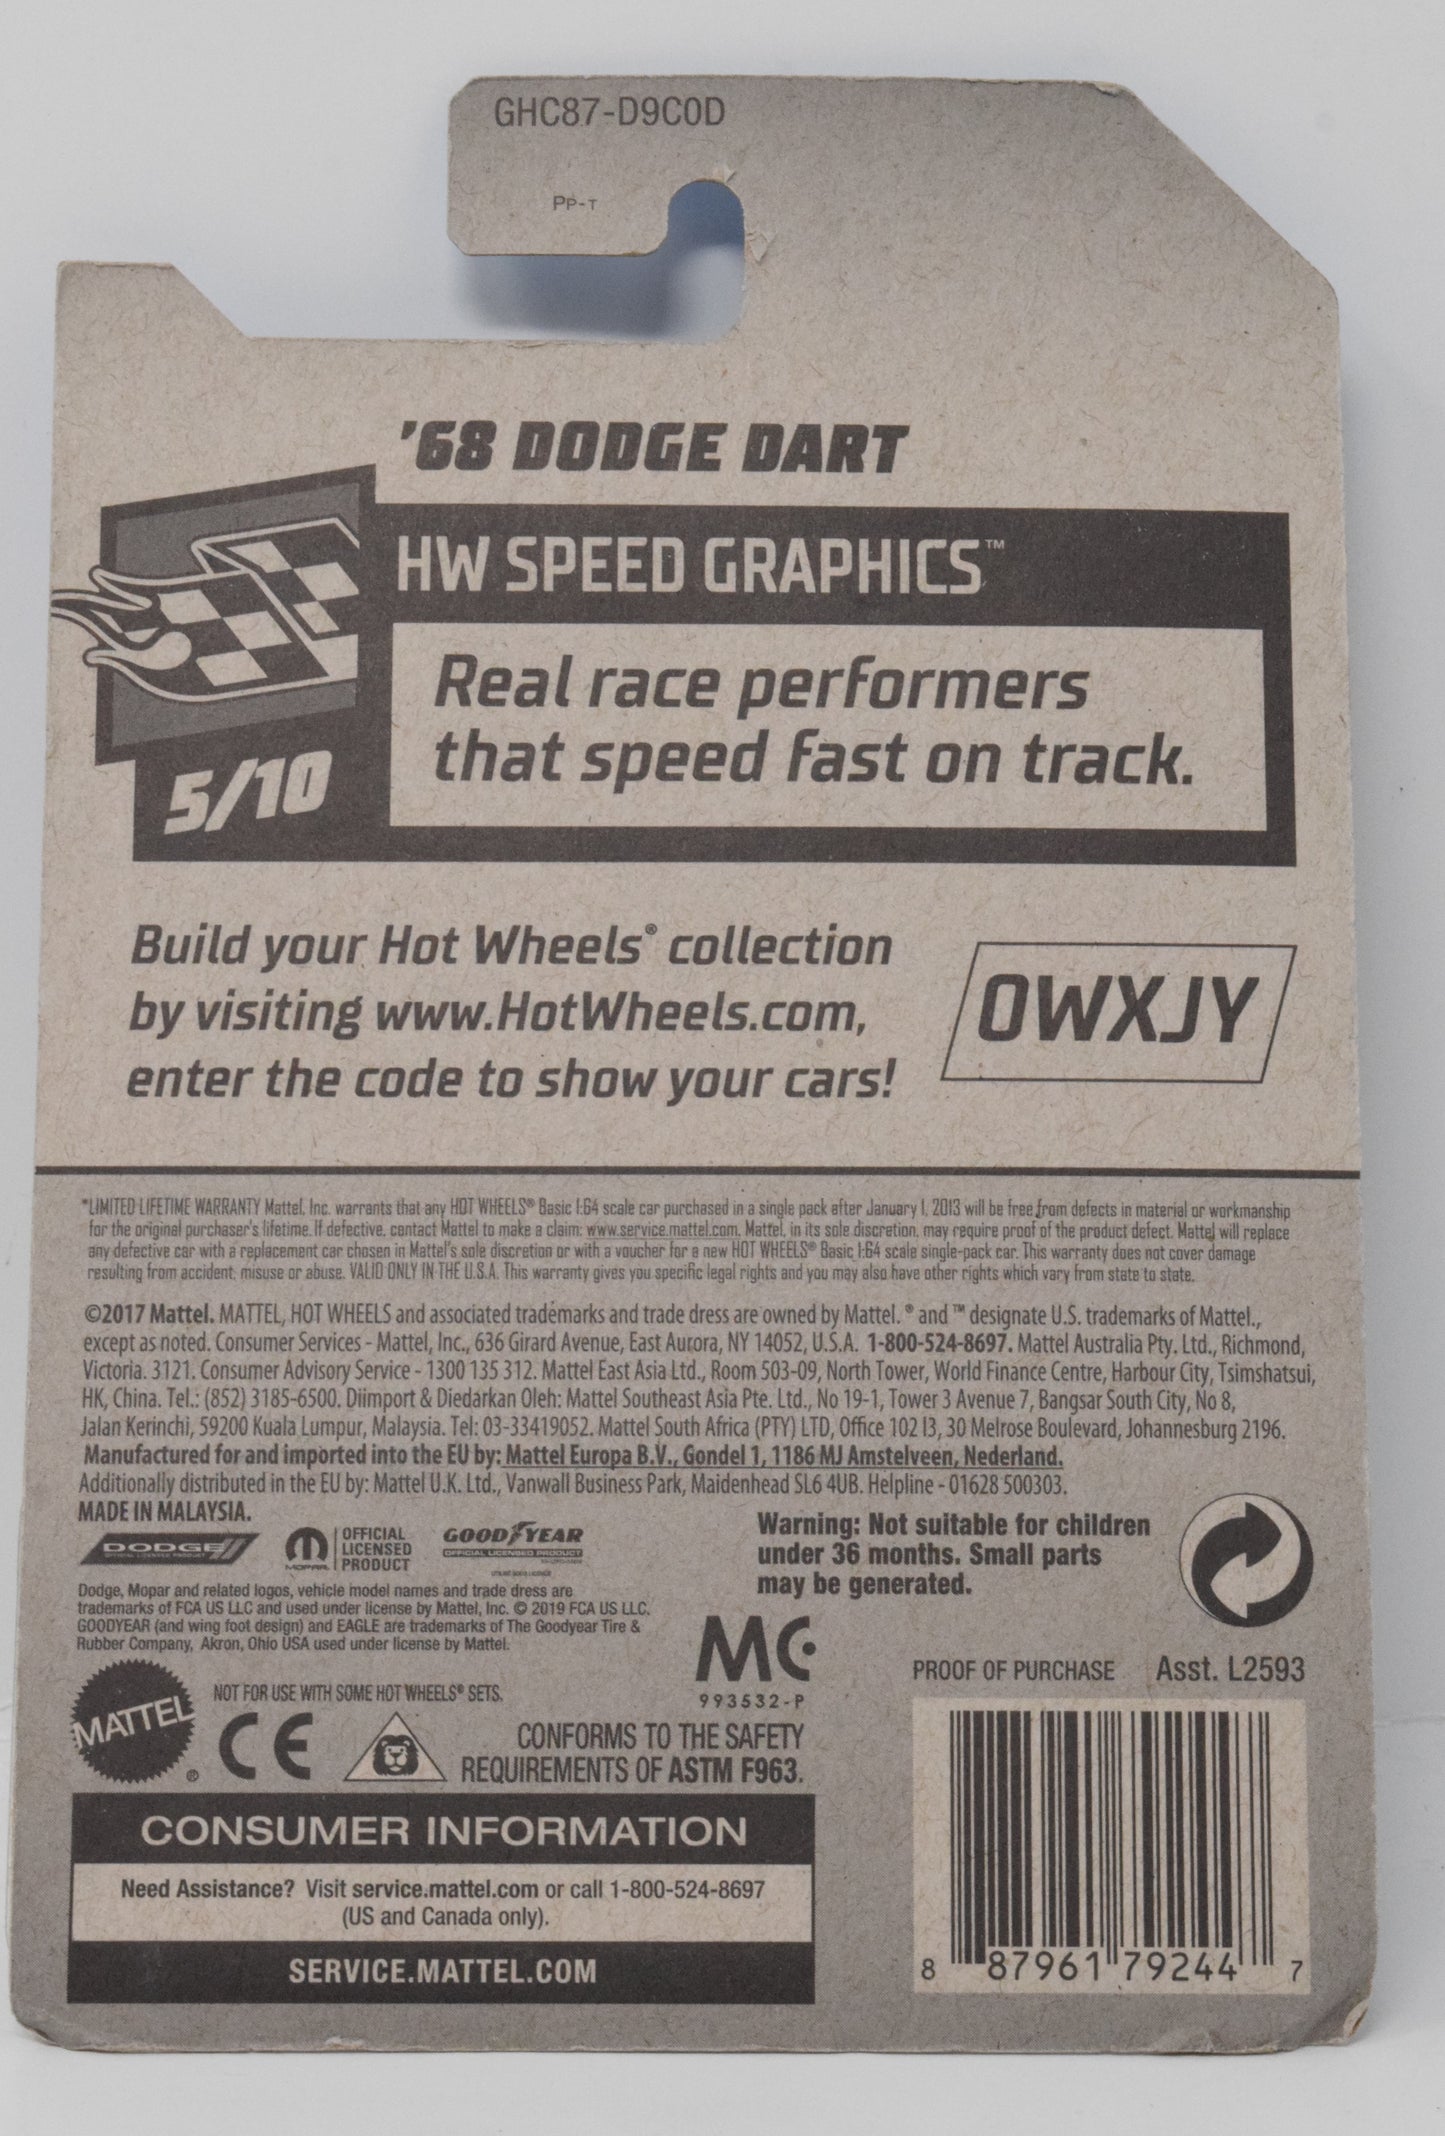 GHC87-D9C0D
PP-T
'68 DODGE DART
HW SPEED GRAPHICS™
Real race performers
that speed fast on track.
5/10
Build your Hot Wheels® collection
by visiting www.HotWheels.com,
enter the code to show your cars!
OWXJY
*LIMITED LIFETIME WARRANTY Mattel, Inc. warrants that any HOT WHEELS® Basic 1:64 scale car purchased in a single pack after January 1, 2013 will be free from defects in material or workmanship
for the original purchaser's lifetime. If defective, contact Mattel to make a claim: www.service.mattel.com. Mattel, in its sole discretion, may require proof of the product defect. Mattel will replace
any defective car with a replacement car chosen in Mattel's sole discretion or with a voucher for a new HOT WHEELS® Basic 1:64 scale single-pack car. This warranty does not cover damage
resulting from accident, misuse or abuse. VALID ONLY IN THE U.S.A. This warranty gives you specific legal rights and you may also have other rights which vary from state to state.
©2017 Mattel. MATTEL, HOT WHEELS and associated trademarks and trade dress are owned by Mattel. ® and ™ designate U.S. trademarks of Mattel.,
except as noted. Consumer Services - Mattel, Inc., 636 Girard Avenue, East Aurora, NY 14052, U.S.A. 1-800-524-8697. Mattel Australia Pty. Ltd., Richmond,
Victoria. 3121. Consumer Advisory Service - 1300 135 312. Mattel East Asia Ltd., Room 503-09, North Tower, World Finance Centre, Harbour City, Tsimshatsui,
HK, China. Tel.: (852) 3185-6500. Diimport & Diedarkan Oleh: Mattel Southeast Asia Pte. Ltd., No 19-1, Tower 3 Avenue 7, Bangsar South City, No 8,
Jalan Kerinchi, 59200 Kuala Lumpur, Malaysia. Tel: 03-33419052. Mattel South Africa (PTY) LTD, Office 102 I3, 30 Melrose Boulevard, Johannesburg 2196.
Manufactured for and imported into the EU by: Mattel Europa B.V., Gondel 1, 1186 MJ Amstelveen, Nederland.
Additionally distributed in the EU by: Mattel U.K. Ltd., Vanwall Business Park, Maidenhead SL6 4UB. Helpline - 01628 500303.
MADE IN MALAYSIA.
DODGE
OFFICIAL LICENSED PRODUCT
MOPAR
OFFICIAL
LICENSED
PRODUCT
GOODYEAR
OFFICIAL LICENSED PRODUCT
Warning: Not suitable for children
under 36 months. Small parts
may be generated.
Dodge, Mopar and related logos, vehicle model names and trade dress are
trademarks of FCA US LLC and used under license by Mattel, Inc. © 2019 FCA US LLC.
GOODYEAR (and wing foot design) and EAGLE are trademarks of The Goodyear Tire &
Rubber Company, Akron, Ohio USA used under license by Mattel.
MC
993532-P
MATTEL®
NOT FOR USE WITH SOME HOT WHEELS® SETS.
CE
CONFORMS TO THE SAFETY
REQUIREMENTS OF ASTM F963.
PROOF OF PURCHASE Asst. L2593
8 87961 79244 7
CONSUMER INFORMATION
Need Assistance? Visit service.mattel.com or call 1-800-524-8697
(US and Canada only).
SERVICE.MATTEL.COM